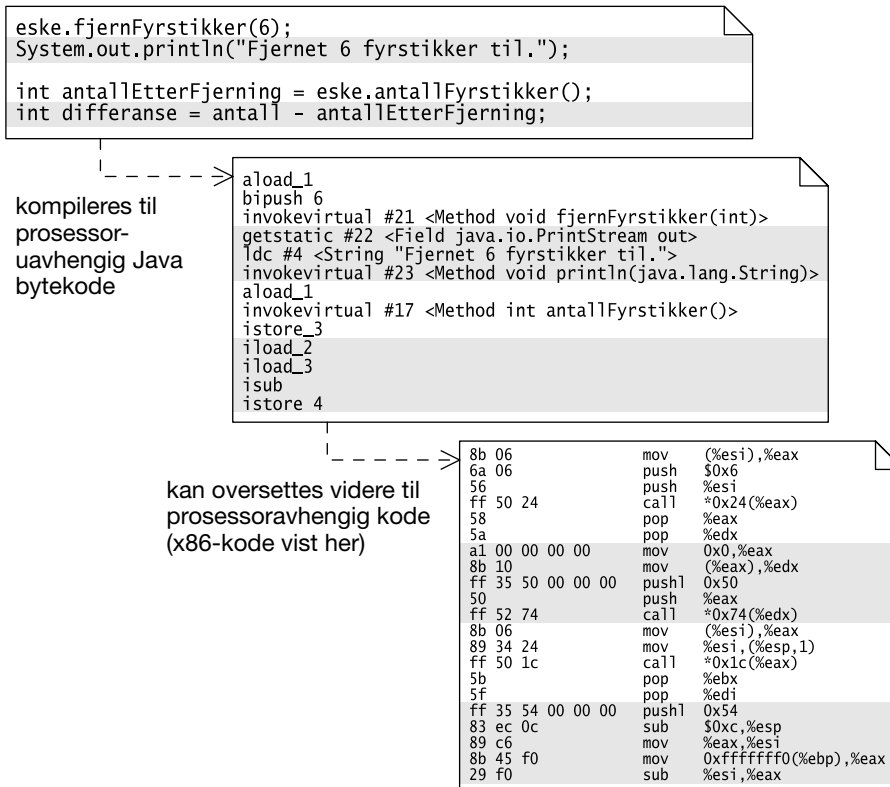 eske.fjernFyrstikker(6);
System.out.println("Fjernet 6 fyrstikker til.");
int antallEtterFjerning = eske.antallFyrstikker();
int differanse = antall - antallEtterFjerning;
kompileres til
prosessor-
uavhengig Java
bytekode
aload_1
bipush 6
invokevirtual #21 <Method void fjernFyrstikker(int)>
getstatic #22 <Field java.io.PrintStream out>
ldc #4 <String "Fjernet 6 fyrstikker til.">
invokevirtual #23 <Method void println(java.lang.String)>
aload_1
invokevirtual #17 <Method int antallFyrstikker()>
istore_3
iload_2
iload_3
isub
istore 4
kan oversettes videre til
prosessoravhengig kode
(x86-kode vist her)
8b 06 mov (%esi),%eax
6a 06 push $0x6
56 push %esi
ff 50 24 call *0x24(%eax)
58 pop %eax
5a pop %edx
a1 00 00 00 00 mov 0x0,%eax
8b 10 mov (%eax),%edx
ff 35 50 00 00 00 pushl 0x50
50 push %eax
ff 52 74 call *0x74(%edx)
8b 06 mov (%esi),%eax
89 34 24 mov %esi,(%esp,1)
ff 50 1c call *0x1c(%eax)
5b pop %ebx
5f pop %edi
ff 35 54 00 00 00 pushl 0x54
83 ec 0c sub $0xc,%esp
89 c6 mov %eax,%esi
8b 45 f0 mov 0xfffffff0(%ebp),%eax
29 f0 sub %esi,%eax